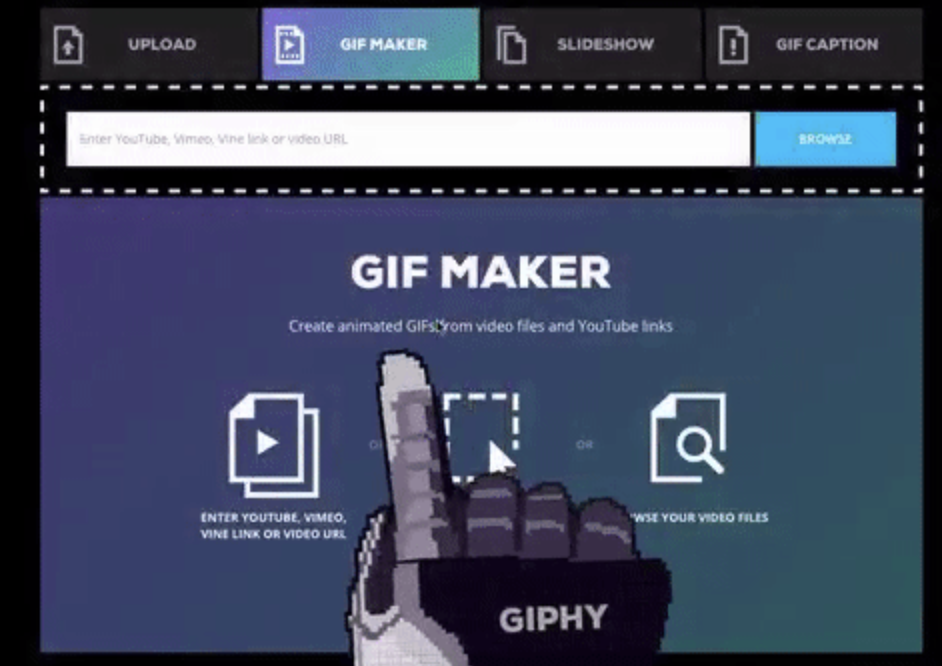 UPLOAD
GIF MAKER
SLIDESHOW
GIF CAPTION
Enter YouTube, Vimeo, Vine link or video URL
BROWSE
GIF MAKER
Create animated GIFs from video files and YouTube links
OR
ENTER YOUTUBE, VIMEO,
VINE LINK OR VIDEO URL
YOUR VIDEO FILES
GIPHY